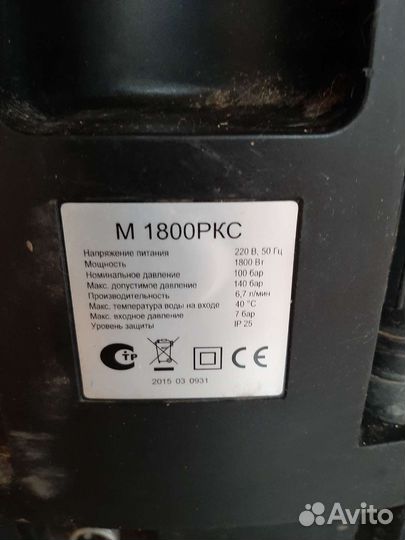 М 1800РКС
Напряжение питания 220 В, 50 Гц
Мощность 1800 Вт
Номинальное давление 100 бар
Макс. допустимое давление 140 бар
Производительность 6,7 л/мин
Макс. температура воды на входе 40 °C
Макс. входное давление 7 бар
Уровень защиты IP 25
СТР CE
2015 03 0931
Avito